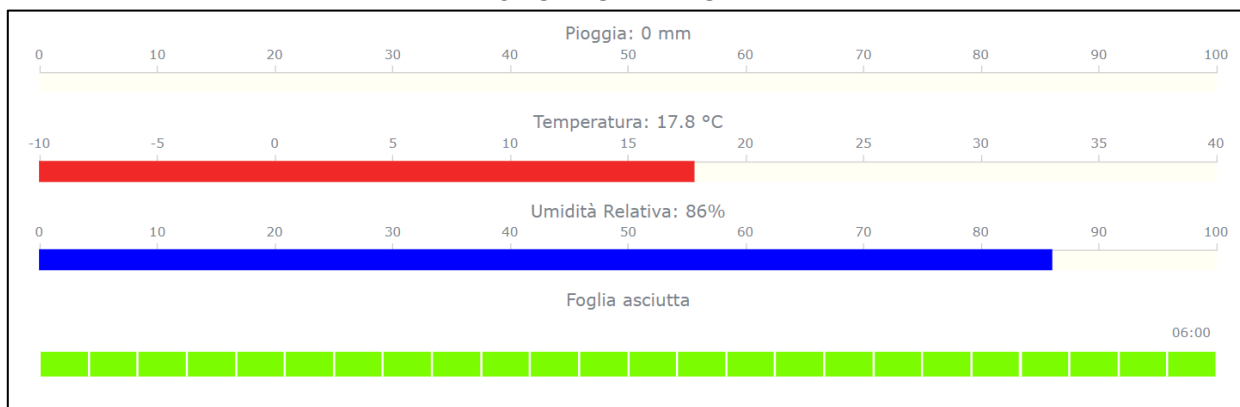 Pioggia: 0 mm
0 10 20 30 40 50 60 70 80 90 100
Temperatura: 17.8 °C
-10 -5 0 5 10 15 20 25 30 35 40
Umidità Relativa: 86%
0 10 20 30 40 50 60 70 80 90 100
Foglia asciutta
06:00